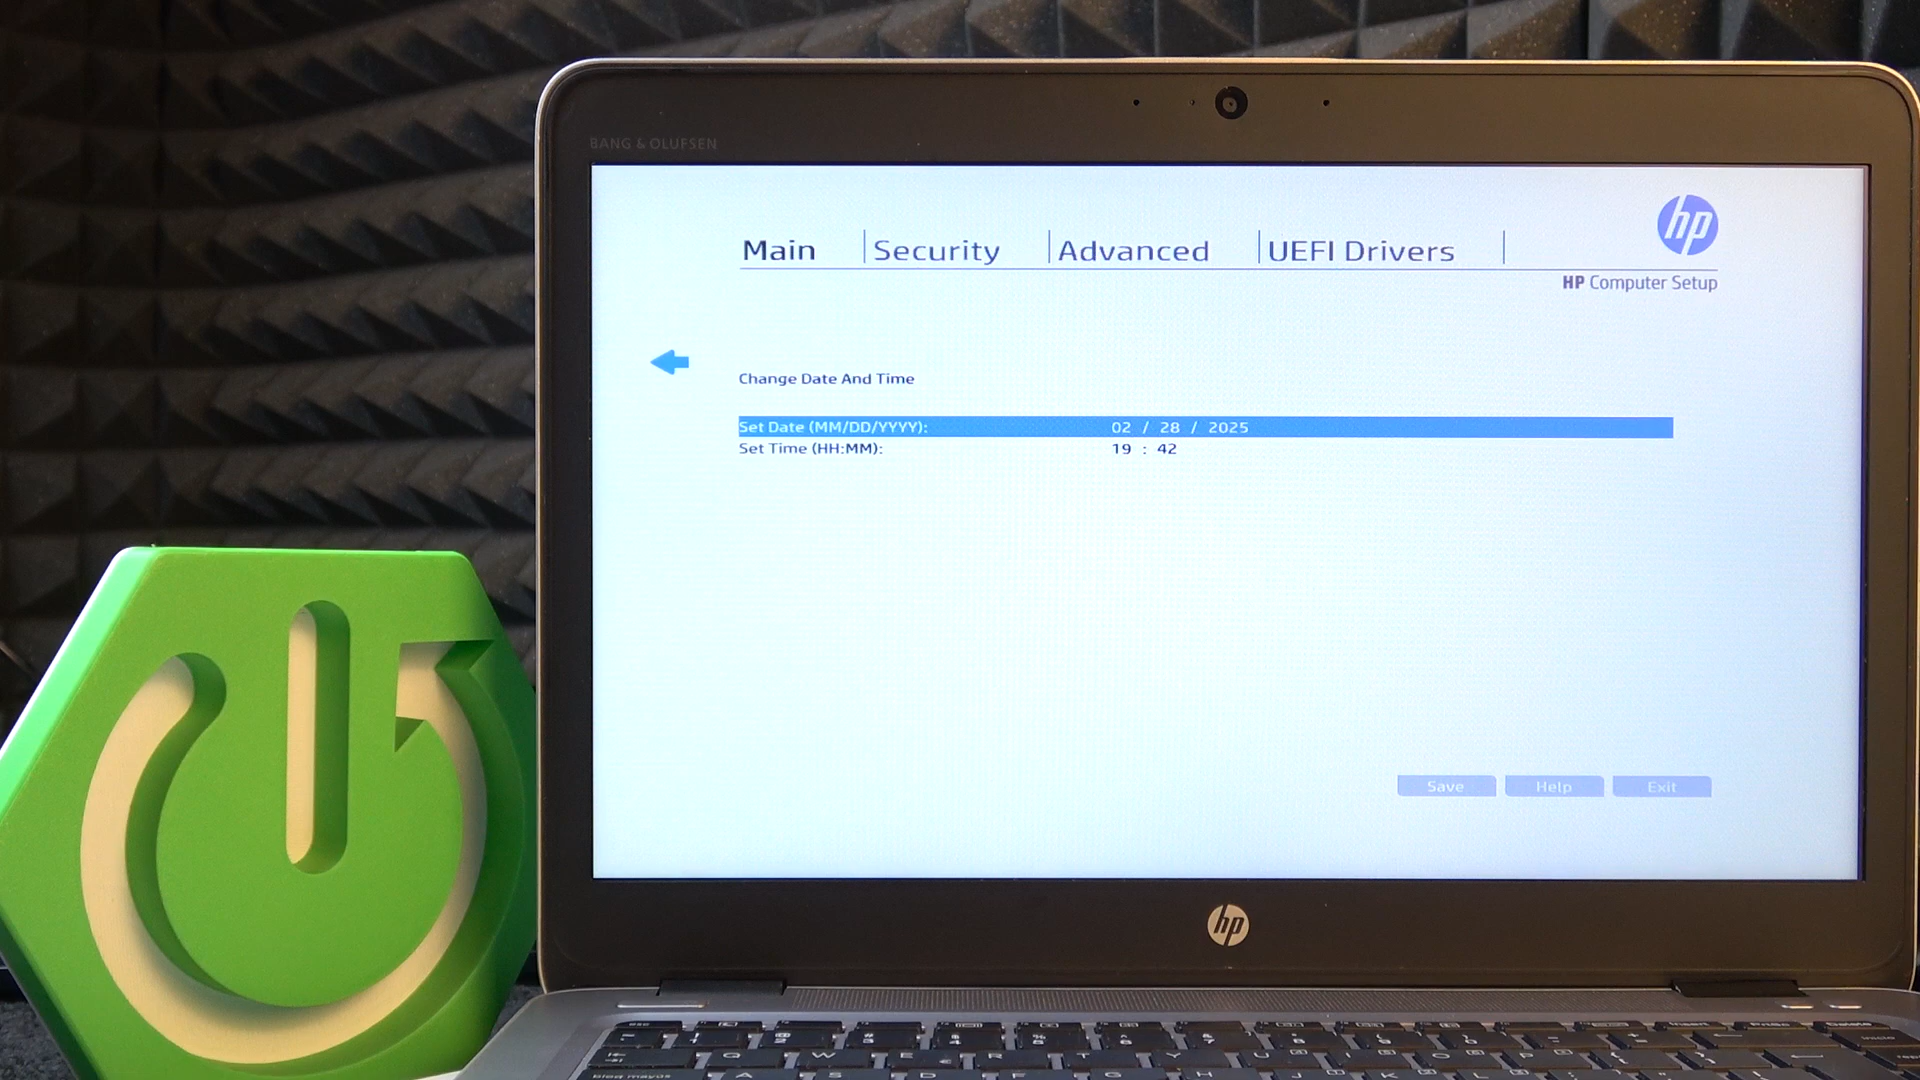 BANG & OLUFSEN
hp
Main Security Advanced UEFI Drivers
HP Computer Setup
Change Date And Time
Set Date (MM/DD/YYYY): 02 / 28 / 2025
Set Time (HH:MM): 19 : 42
Save Help Exit
hp
Q W E R T Y U I O P
A S D F G H J K L